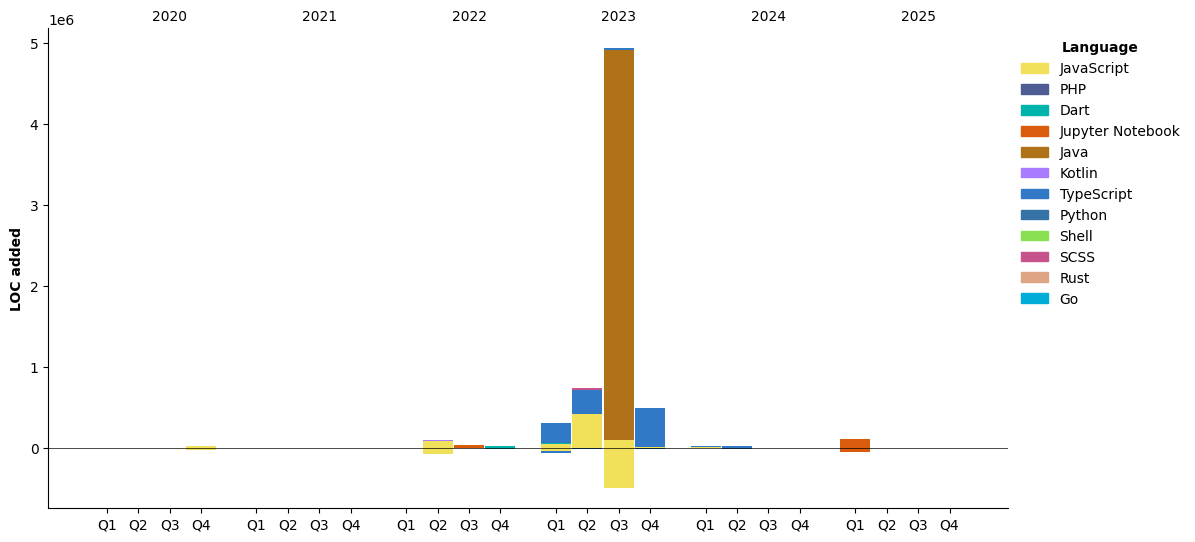 1e6
2020 2021 2022 2023 2024 2025
5
4
3
2
1
0
LOC added
Q1 Q2 Q3 Q4 Q1 Q2 Q3 Q4 Q1 Q2 Q3 Q4 Q1 Q2 Q3 Q4 Q1 Q2 Q3 Q4 Q1 Q2 Q3 Q4
Language
JavaScript
PHP
Dart
Jupyter Notebook
Java
Kotlin
TypeScript
Python
Shell
SCSS
Rust
Go